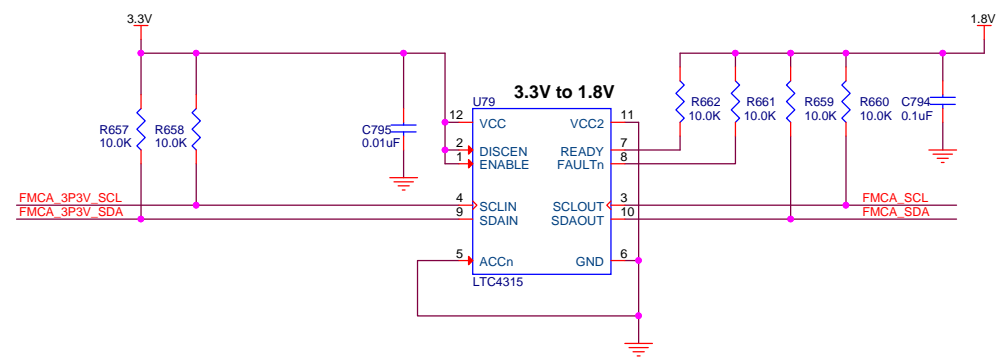 3.3V
1.8V
3.3V to 1.8V
U79
12 VCC VCC2 11
2 DISCEN READY 7
1 ENABLE FAULTn 8
4 SCLIN SCLOUT 3
9 SDAIN SDAOUT 10
5 ACCn GND 6
LTC4315
R657
10.0K
R658
10.0K
C795
0.01uF
R662
10.0K
R661
10.0K
R659
10.0K
R660
10.0K
C794
0.1uF
FMCA_3P3V_SCL
FMCA_3P3V_SDA
FMCA_SCL
FMCA_SDA